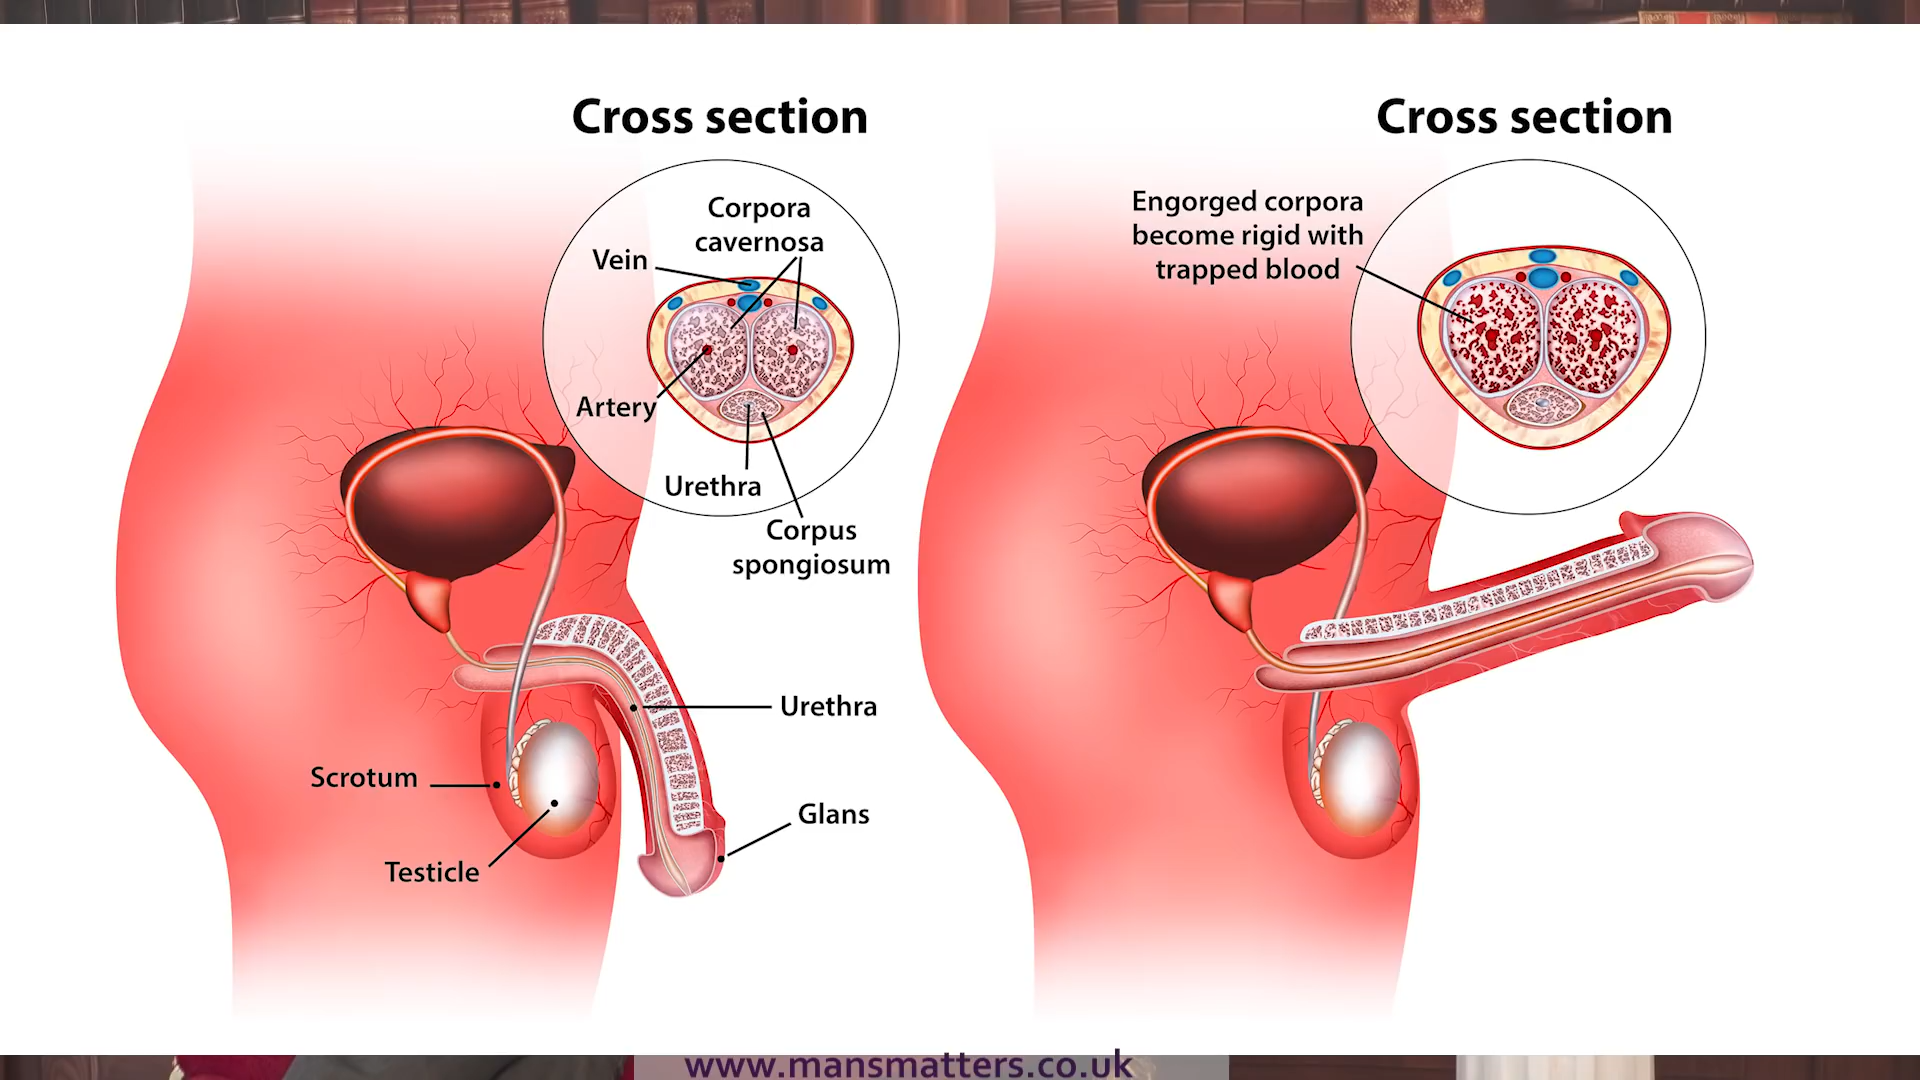 Cross section
Corpora
cavernosa
Vein
Artery
Urethra
Corpus
spongiosum
Urethra
Scrotum
Glans
Testicle
Cross section
Engorged corpora
become rigid with
trapped blood
www.mansmatters.co.uk